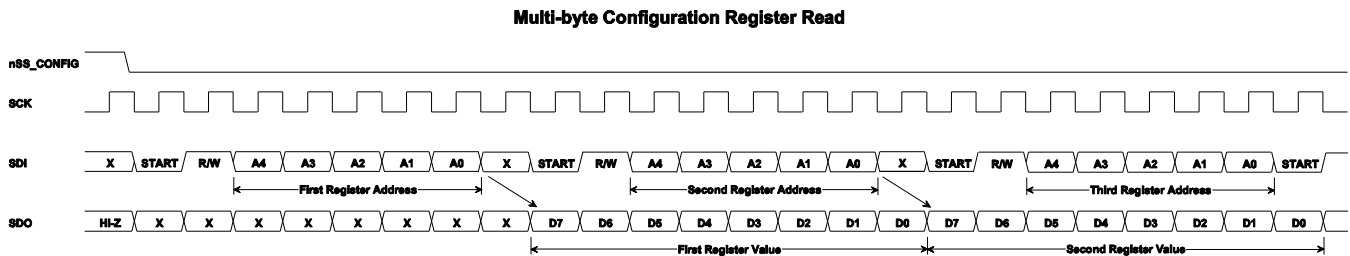 Multi-byte Configuration Register Read
nSS_CONFIG
SCK
SDI X START R/W A4 A3 A2 A1 A0 X START R/W A4 A3 A2 A1 A0 X START R/W A4 A3 A2 A1 A0 START
First Register Address Second Register Address Third Register Address
SDO HI-Z X X X X X X X X D7 D6 D5 D4 D3 D2 D1 D0 D7 D6 D5 D4 D3 D2 D1 D0
First Register Value Second Register Value